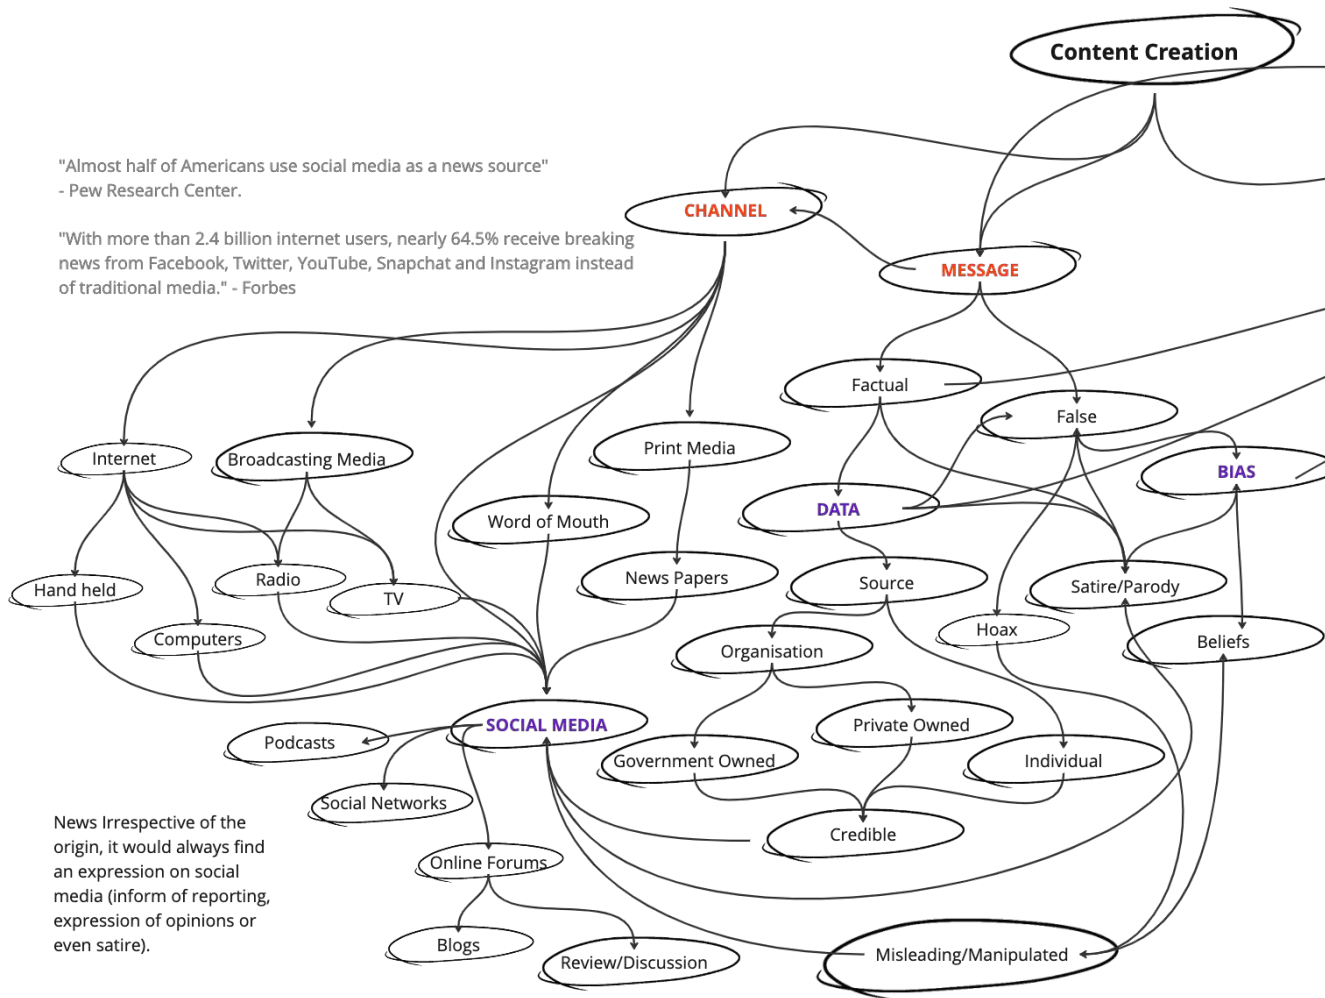 Content Creation
"Almost half of Americans use social media as a news source"
- Pew Research Center.
CHANNEL
"With more than 2.4 billion internet users, nearly 64.5% receive breaking
news from Facebook, Twitter, YouTube, Snapchat and Instagram instead
of traditional media." - Forbes
MESSAGE
Factual
False
Print Media
Internet
Broadcasting Media
BIAS
DATA
Word of Mouth
News Papers
Radio
Source
Satire/Parody
Hand held
TV
Hoax
Computers
Beliefs
Organisation
SOCIAL MEDIA
Private Owned
Podcasts
Government Owned
Individual
Social Networks
News Irrespective of the
origin, it would always find
an expression on social
media (inform of reporting,
expression of opinions or
even satire).
Credible
Online Forums
Blogs
Review/Discussion
Misleading/Manipulated